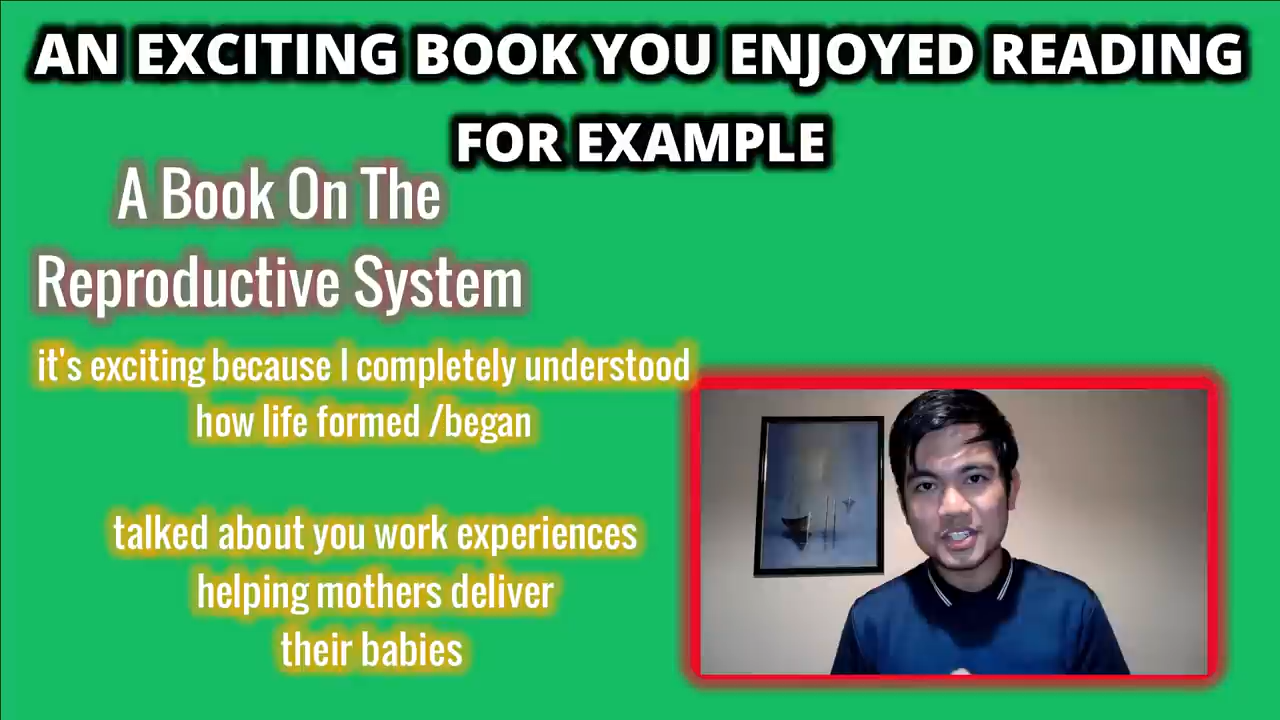 AN EXCITING BOOK YOU ENJOYED READING
FOR EXAMPLE
A Book On The
Reproductive System
it's exciting because I completely understood
how life formed /began
talked about you work experiences
helping mothers deliver
their babies